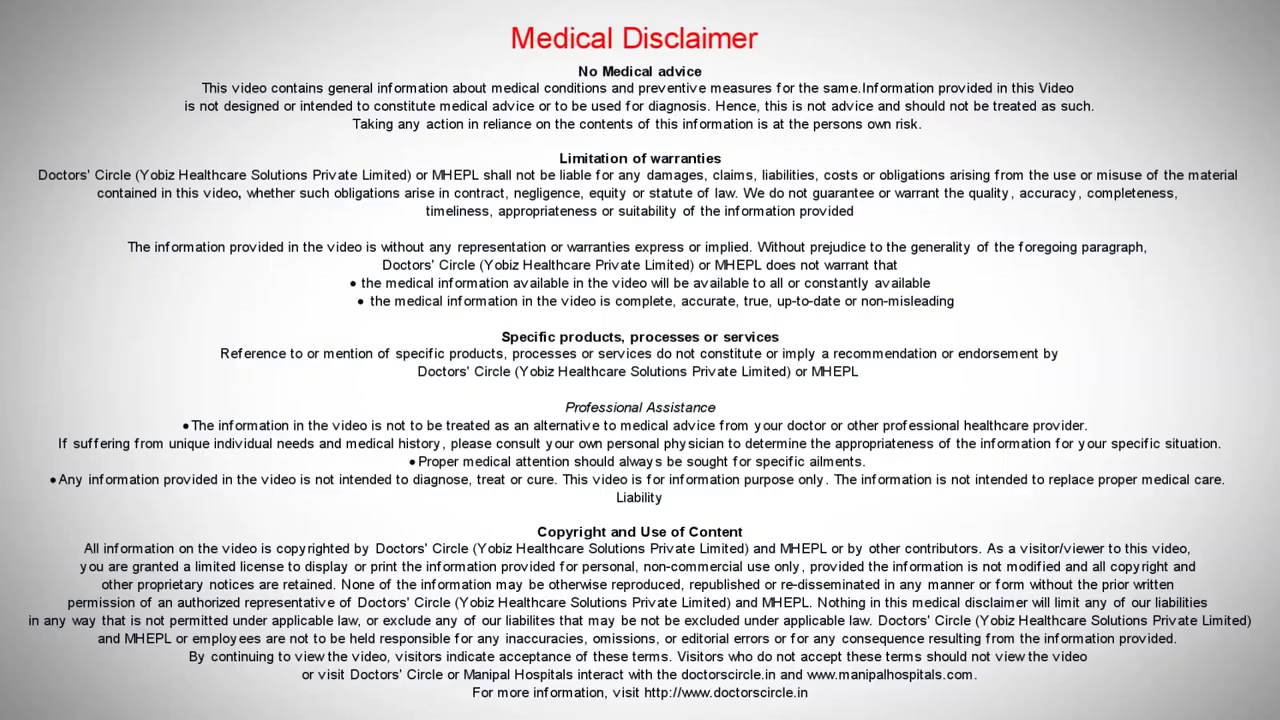 Medical Disclaimer
No Medical advice
This video contains general information about medical conditions and preventive measures for the same.Information provided in this Video
is not designed or intended to constitute medical advice or to be used for diagnosis. Hence, this is not advice and should not be treated as such.
Taking any action in reliance on the contents of this information is at the persons own risk.
Limitation of warranties
Doctors' Circle (Yobiz Healthcare Solutions Private Limited) or MHEPL shall not be liable for any damages, claims, liabilities, costs or obligations arising from the use or misuse of the material
contained in this video, whether such obligations arise in contract, negligence, equity or statute of law. We do not guarantee or warrant the quality, accuracy, completeness,
timeliness, appropriateness or suitability of the information provided
The information provided in the video is without any representation or warranties express or implied. Without prejudice to the generality of the foregoing paragraph,
Doctors' Circle (Yobiz Healthcare Private Limited) or MHEPL does not warrant that
• the medical information available in the video will be available to all or constantly available
• the medical information in the video is complete, accurate, true, up-to-date or non-misleading
Specific products, processes or services
Reference to or mention of specific products, processes or services do not constitute or imply a recommendation or endorsement by
Doctors' Circle (Yobiz Healthcare Solutions Private Limited) or MHEPL
Professional Assistance
•The information in the video is not to be treated as an alternative to medical advice from your doctor or other professional healthcare provider.
If suffering from unique individual needs and medical history, please consult your own personal physician to determine the appropriateness of the information for your specific situation.
•Proper medical attention should always be sought for specific ailments.
•Any information provided in the video is not intended to diagnose, treat or cure. This video is for information purpose only. The information is not intended to replace proper medical care.
Liability
Copyright and Use of Content
All information on the video is copyrighted by Doctors' Circle (Yobiz Healthcare Solutions Private Limited) and MHEPL or by other contributors. As a visitor/viewer to this video,
you are granted a limited license to display or print the information provided for personal, non-commercial use only, provided the information is not modified and all copyright and
other proprietary notices are retained. None of the information may be otherwise reproduced, republished or re-disseminated in any manner or form without the prior written
permission of an authorized representative of Doctors' Circle (Yobiz Healthcare Solutions Private Limited) and MHEPL. Nothing in this medical disclaimer will limit any of our liabilities
in any way that is not permitted under applicable law, or exclude any of our liabilites that may be not be excluded under applicable law. Doctors' Circle (Yobiz Healthcare Solutions Private Limited)
and MHEPL or employees are not to be held responsible for any inaccuracies, omissions, or editorial errors or for any consequence resulting from the information provided.
By continuing to view the video, visitors indicate acceptance of these terms. Visitors who do not accept these terms should not view the video
or visit Doctors' Circle or Manipal Hospitals interact with the doctorscircle.in and www.manipalhospitals.com.
For more information, visit http://www.doctorscircle.in